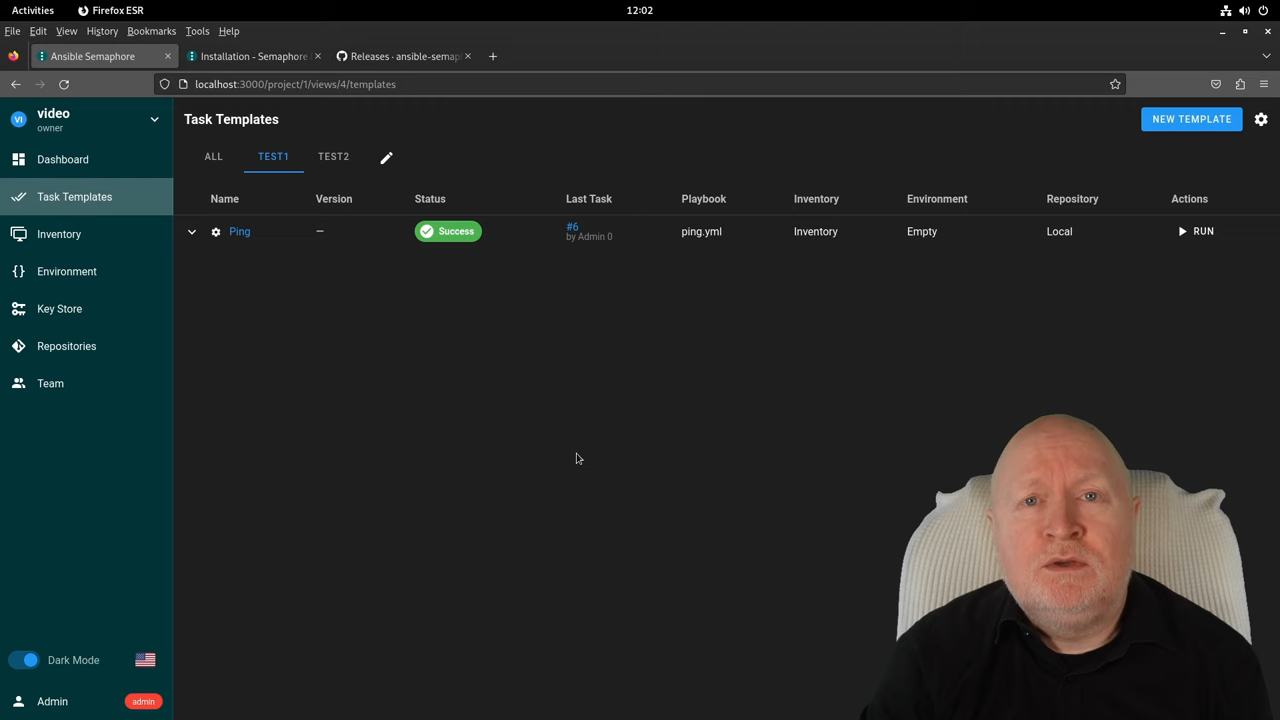 Activities
Firefox ESR
12:02
File Edit View History Bookmarks Tools Help
Ansible Semaphore
Installation - Semaphore
Releases · ansible-semap
localhost:3000/project/1/views/4/templates
VI
video
owner
Dashboard
Task Templates
Inventory
Environment
Key Store
Repositories
Team
Dark Mode
Admin
admin
Task Templates
NEW TEMPLATE
ALL TEST1 TEST2
Name Version Status Last Task Playbook Inventory Environment Repository Actions
Ping — Success #6 ping.yml Inventory Empty Local RUN
by Admin 0